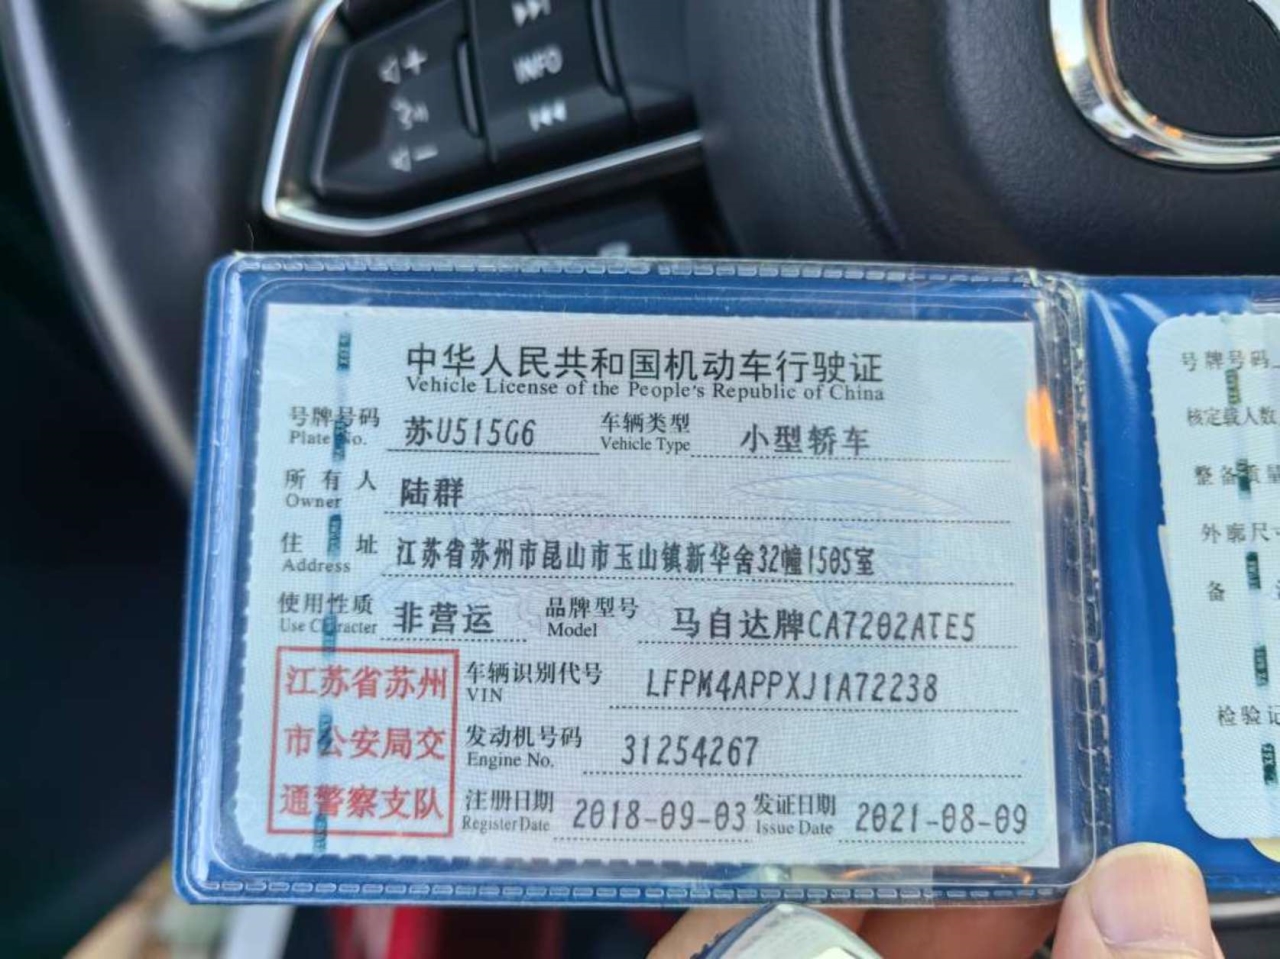 INFO
中华人民共和国机动车行驶证
Vehicle License of the People's Republic of China
号牌号码 苏U515G6 车辆类型 小型轿车
Plate No. Vehicle Type
所有人 陆群
Owner
住址 江苏省苏州市昆山市玉山镇新华舍32幢1505室
Address
使用性质 非营运 品牌型号 马自达牌CA7202ATE5
Use Character Model
江苏省苏州
市公安局交
通警察支队
车辆识别代号 LFPM4APPXJ1A72238
VIN
发动机号码 31254267
Engine No.
注册日期 2018-09-03 发证日期 2021-08-09
Register Date Issue Date
号牌号码
核定载人数
整备质量
外廓尺寸
备
检验记